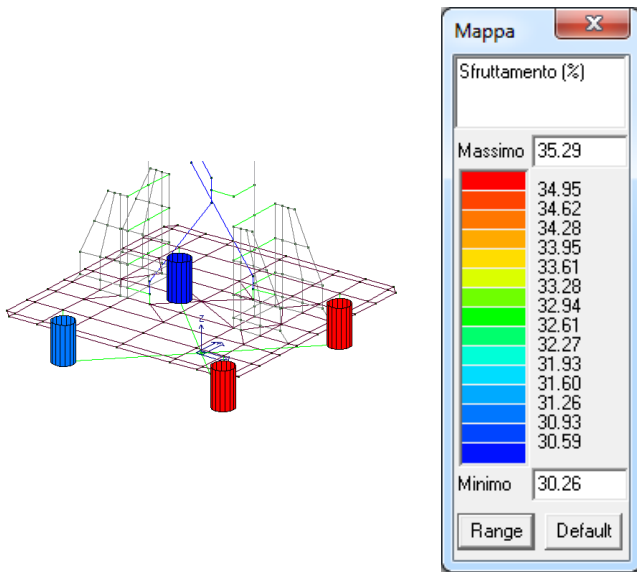 Mappa
Sfruttamento (%)
Massimo 35.29
34.95
34.62
34.28
33.95
33.61
33.28
32.94
32.61
32.27
31.93
31.60
31.26
30.93
30.59
Minimo 30.26
Range Default
Z